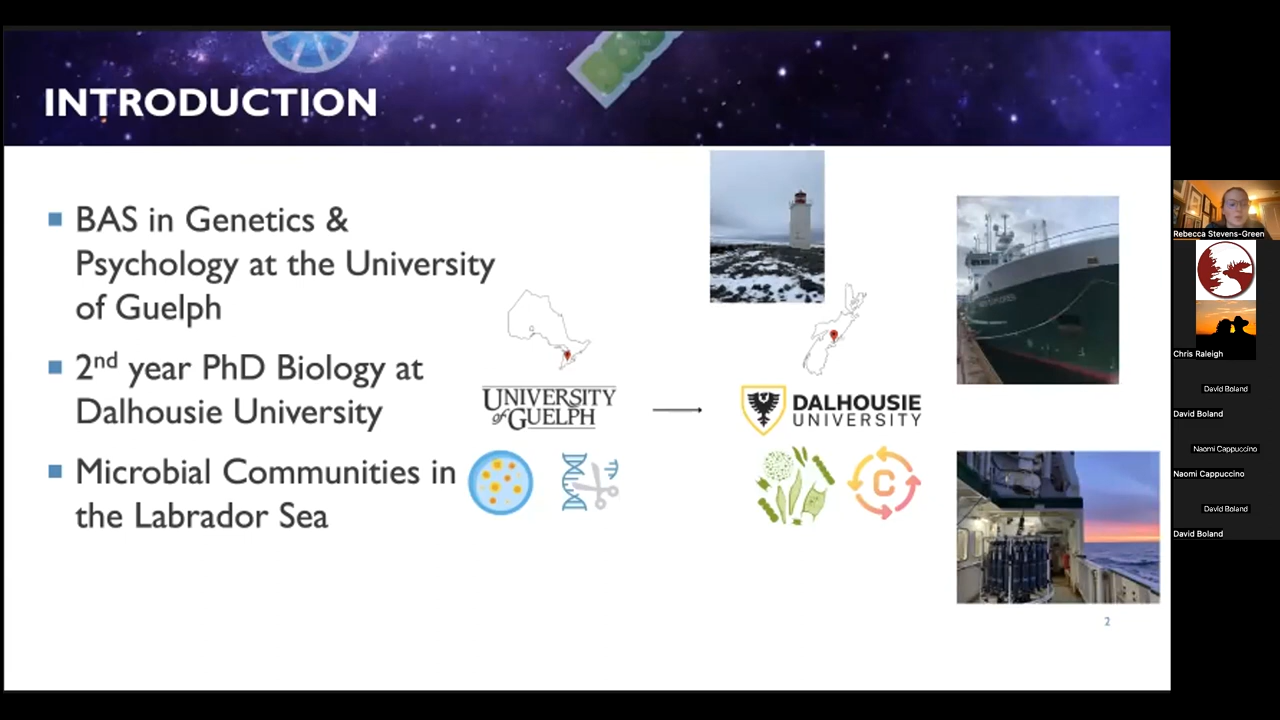 INTRODUCTION
BAS in Genetics &
Psychology at the University
of Guelph
2nd year PhD Biology at
Dalhousie University
Microbial Communities in
the Labrador Sea
UNIVERSITY
of GUELPH
DALHOUSIE
UNIVERSITY
C
2
Rebecca Stevens-Green
Chris Raleigh
David Boland
David Boland
Naomi Cappuccino
Naomi Cappuccino
David Boland
David Boland